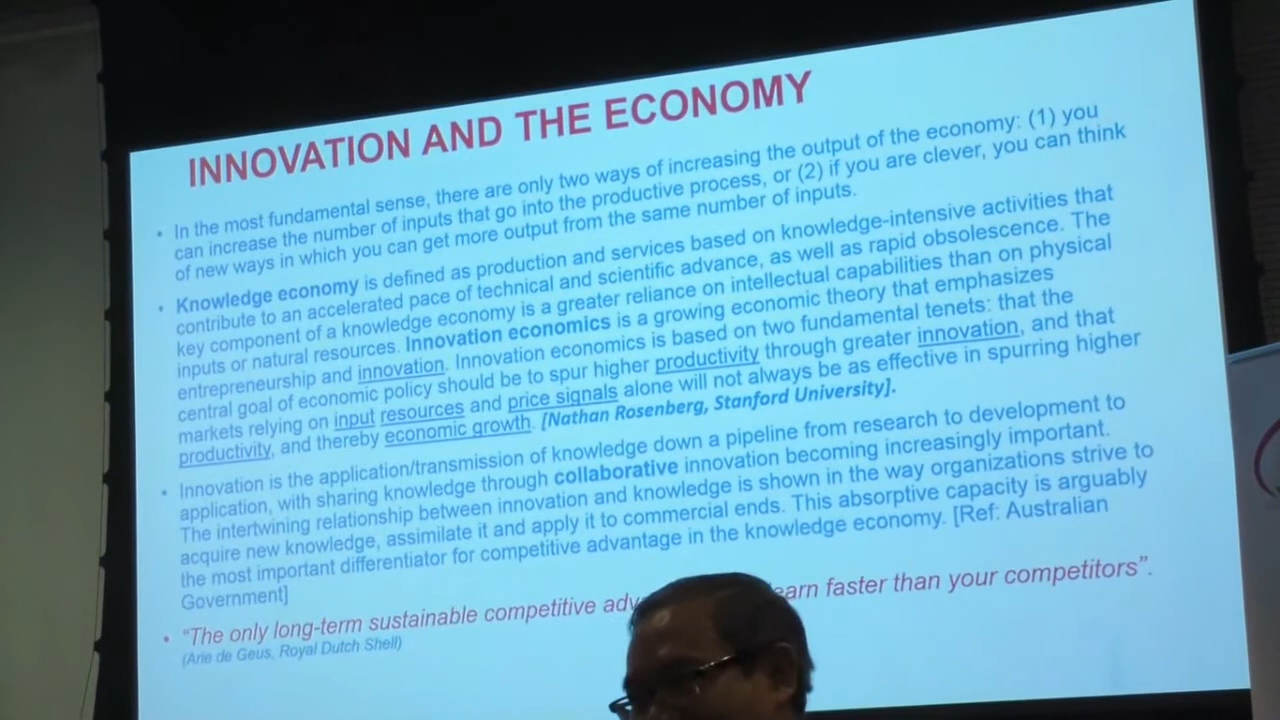 INNOVATION AND THE ECONOMY
• In the most fundamental sense, there are only two ways of increasing the output of the economy: (1) you
can increase the number of inputs that go into the productive process, or (2) if you are clever, you can think
of new ways in which you can get more output from the same number of inputs.
• Knowledge economy is defined as production and services based on knowledge-intensive activities that
contribute to an accelerated pace of technical and scientific advance, as well as rapid obsolescence. The
key component of a knowledge economy is a greater reliance on intellectual capabilities than on physical
inputs or natural resources. Innovation economics is a growing economic theory that emphasizes
entrepreneurship and innovation. Innovation economics is based on two fundamental tenets: that the
central goal of economic policy should be to spur higher productivity through greater innovation, and that
markets relying on input resources and price signals alone will not always be as effective in spurring higher
productivity, and thereby economic growth. [Nathan Rosenberg, Stanford University].
• Innovation is the application/transmission of knowledge down a pipeline from research to development to
application, with sharing knowledge through collaborative innovation becoming increasingly important.
The intertwining relationship between innovation and knowledge is shown in the way organizations strive to
acquire new knowledge, assimilate it and apply it to commercial ends. This absorptive capacity is arguably
the most important differentiator for competitive advantage in the knowledge economy. [Ref: Australian
Government]
• “The only long-term sustainable competitive faster than your competitors”.
(Arie de Geus, Royal Dutch Shell)